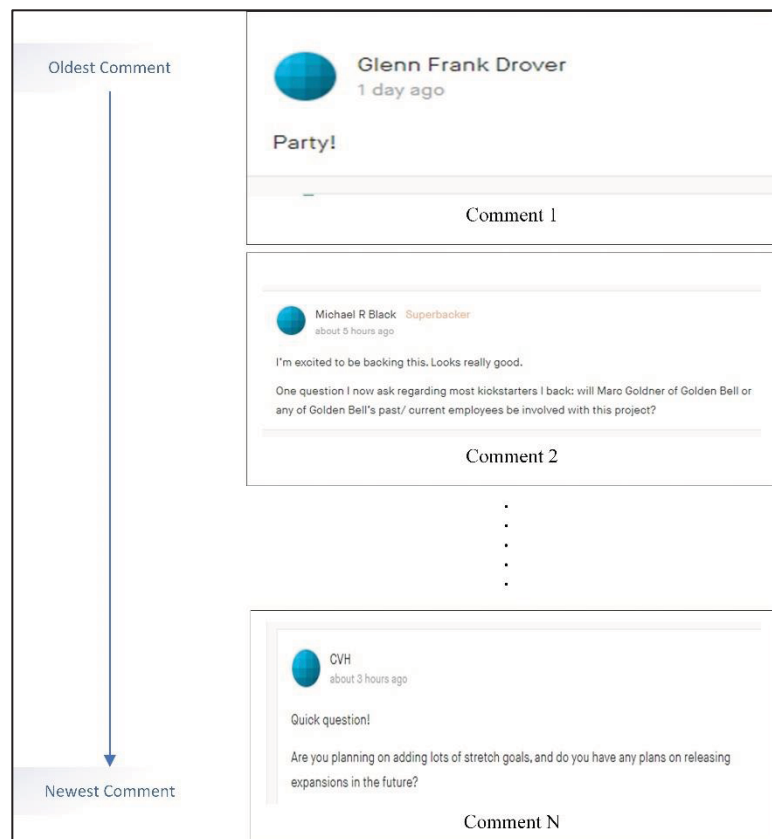 Oldest Comment
Glenn Frank Drover
1 day ago
Party!
Comment 1
Michael R Black Superbacker
about 5 hours ago
I'm excited to be backing this. Looks really good.
One question I now ask regarding most kickstarters I back: will Marc Goldner of Golden Bell or
any of Golden Bell's past/ current employees be involved with this project?
Comment 2
CVH
about 3 hours ago
Quick question!
Are you planning on adding lots of stretch goals, and do you have any plans on releasing
expansions in the future?
Newest Comment
Comment N